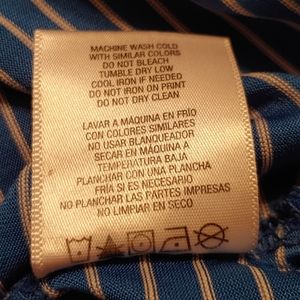 MACHINE WASH COLD
WITH SIMILAR COLORS
DO NOT BLEACH
TUMBLE DRY LOW
COOL IRON IF NEEDED
DO NOT IRON ON PRINT
DO NOT DRY CLEAN
LAVAR A MÁQUINA EN FRÍO
CON COLORES SIMILARES
NO USAR BLANQUEADOR
SECAR EN MÁQUINA A
TEMPERATURA BAJA
PLANCHAR CON UNA PLANCHA
FRÍA SI ES NECESARIO
NO PLANCHAR LAS PARTES IMPRESAS
NO LIMPIAR EN SECO